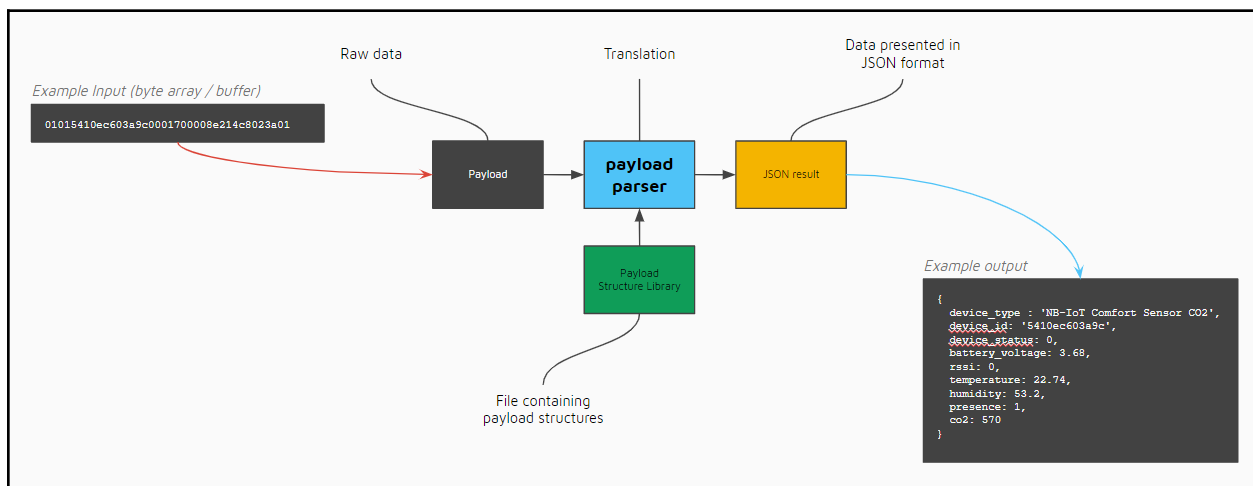 Raw data
Translation
Data presented in
JSON format
Example Input (byte array / buffer)
01015410ec603a9c0001700008e214c8023a01
Payload
payload
parser
JSON result
Payload
Structure Library
Example output
{
device_type : 'NB-IoT Comfort Sensor CO2',
device_id: '5410ec603a9c',
device_status: 0,
battery_voltage: 3.68,
rssi: 0,
temperature: 22.74,
humidity: 53.2,
presence: 1,
co2: 570
}
File containing
payload structures